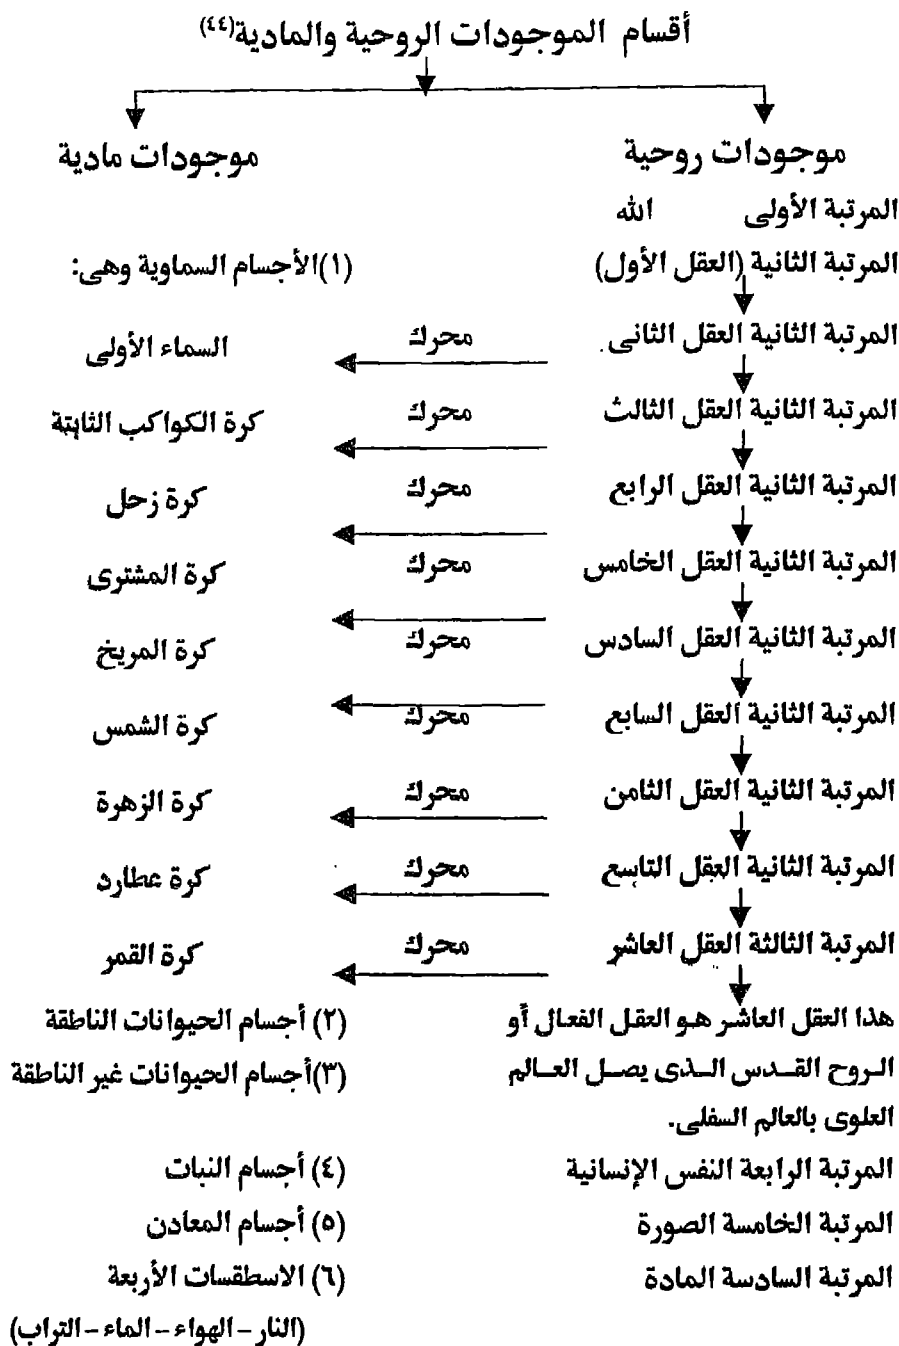 أقسام الموجودات الروحية والمادية(٤٤)
موجودات روحية موجودات مادية
المرتبة الأولى الله
المرتبة الثانية (العقل الأول) (١)الأجسام السماوية وهى:
المرتبة الثانية العقل الثانى محرك السماء الأولى
المرتبة الثانية العقل الثالث محرك كرة الكواكب الثابتة
المرتبة الثانية العقل الرابع محرك كرة زحل
المرتبة الثانية العقل الخامس محرك كرة المشترى
المرتبة الثانية العقل السادس محرك كرة المريخ
المرتبة الثانية العقل السابع محرك كرة الشمس
المرتبة الثانية العقل الثامن محرك كرة الزهرة
المرتبة الثانية العقل التاسع محرك كرة عطارد
المرتبة الثالثة العقل العاشر محرك كرة القمر
هذا العقل العاشر هو العقل الفعال أو (٢) أجسام الحيوانات الناطقة
الروح القدس الذى يصل العالم (٣)أجسام الحيوانات غير الناطقة
العلوى بالعالم السفلى.
المرتبة الرابعة النفس الإنسانية (٤) أجسام النبات
المرتبة الخامسة الصورة (٥) أجسام المعادن
المرتبة السادسة المادة (٦) الاسطقسات الأربعة
(النار – الهواء – الماء – التراب)